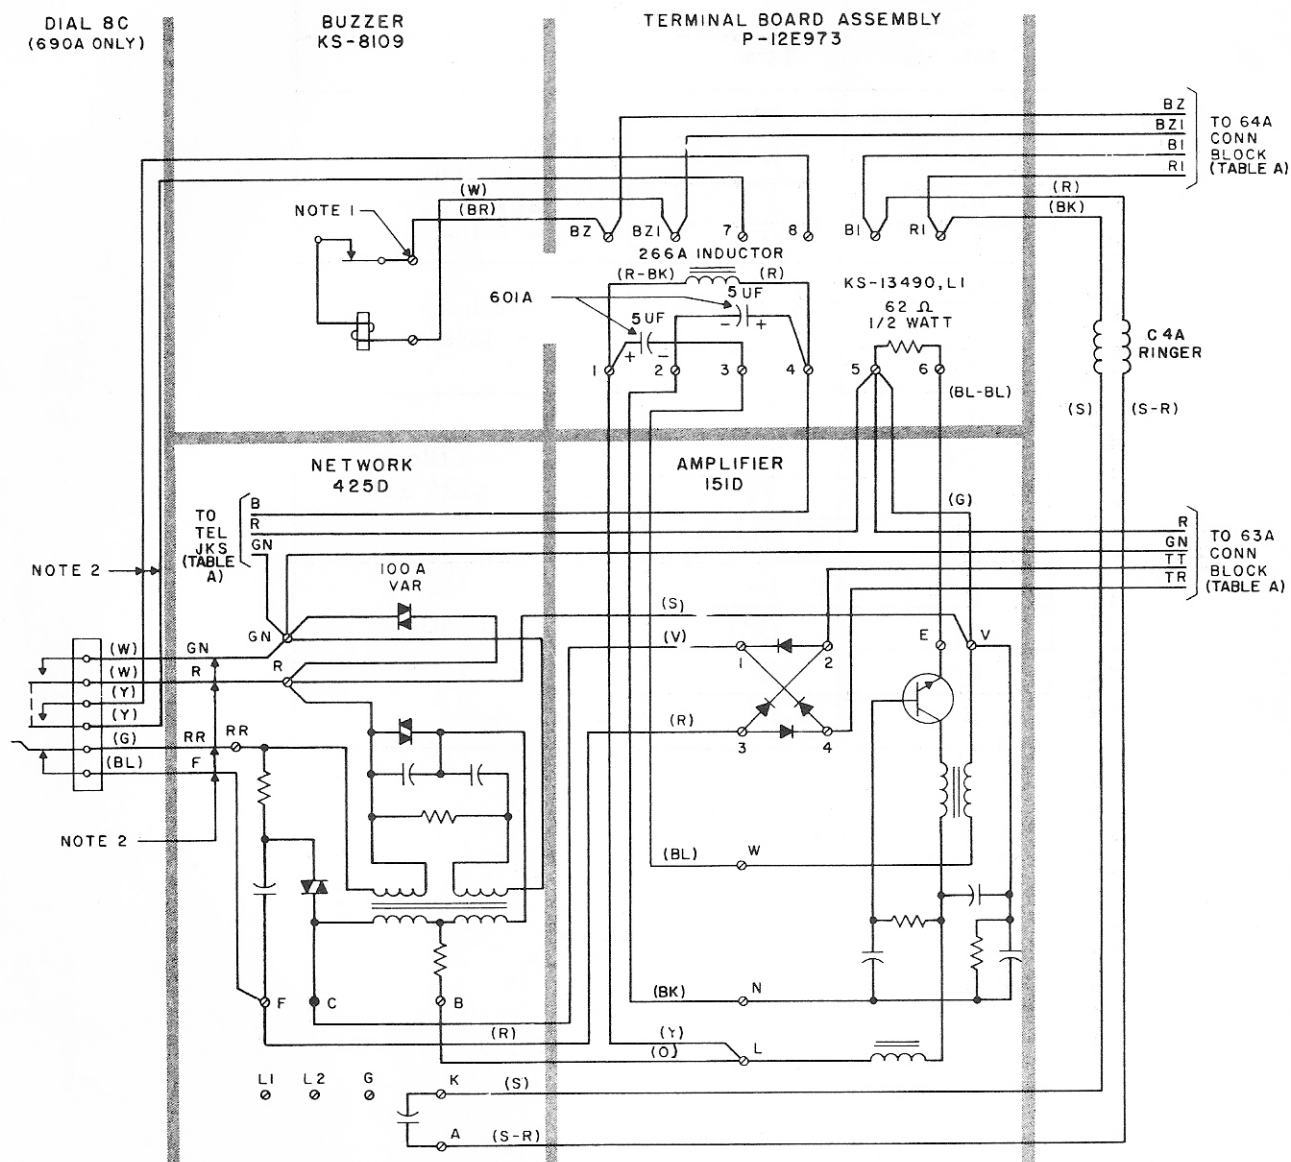 DIAL 8C
(690A ONLY)
BUZZER
KS-8109
TERMINAL BOARD ASSEMBLY
P-12E973
BZ
BZ1
B1
R1
TO 64A
CONN
BLOCK
(TABLE A)
(W)
(BR)
NOTE 1
(R)
(BK)
BZ
BZ1
7
8
B1
R1
266A INDUCTOR
(R-BK)
(R)
KS-13490, L1
62 Ω
1/2 WATT
601A
5 UF
- +
5UF
+ -
1
2
3
4
5
6
(BL-BL)
C4A
RINGER
(S)
(S-R)
NETWORK
425D
AMPLIFIER
151D
TO
TEL
JKS
(TABLE
A)
B
R
GN
(G)
R
GN
TT
TR
TO 63A
CONN
BLOCK
(TABLE A)
NOTE 2
100A
VAR
(S)
(V)
GN
R
1
2
E
V
(W)
GN
(W)
R
(Y)
(Y)
(G)
RR
RR
(BL)
F
(R)
3
4
NOTE 2
(BL)
W
F
C
B
(R)
(BK)
N
(Y)
(O)
L
L1
L2
G
K
(S)
A
(S-R)